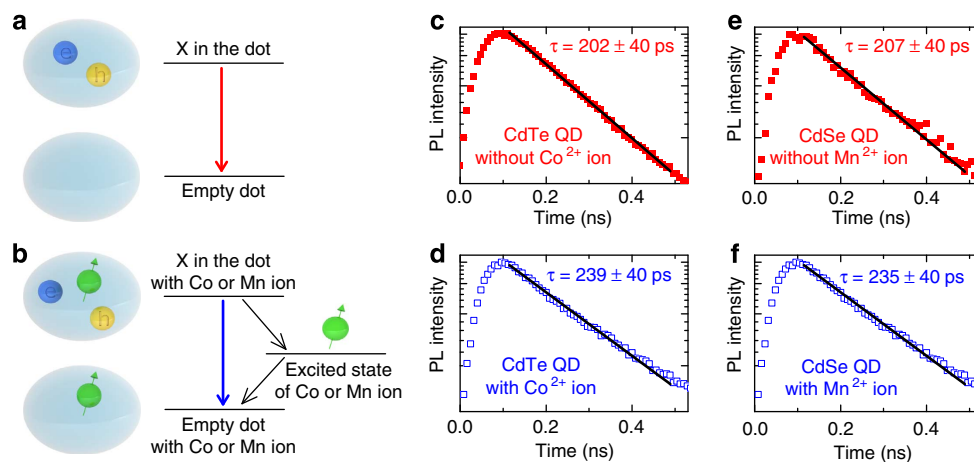 a
e
h
X in the dot
Empty dot
b
e
h
X in the dot
with Co or Mn ion
Excited state
of Co or Mn ion
Empty dot
with Co or Mn ion
c
PL intensity
τ = 202 ± 40 ps
CdTe QD
without Co²⁺ ion
0.0 0.2 0.4
Time (ns)
e
PL intensity
τ = 207 ± 40 ps
CdSe QD
without Mn²⁺ ion
0.0 0.2 0.4
Time (ns)
d
PL intensity
τ = 239 ± 40 ps
CdTe QD
with Co²⁺ ion
0.0 0.2 0.4
Time (ns)
f
PL intensity
τ = 235 ± 40 ps
CdSe QD
with Mn²⁺ ion
0.0 0.2 0.4
Time (ns)